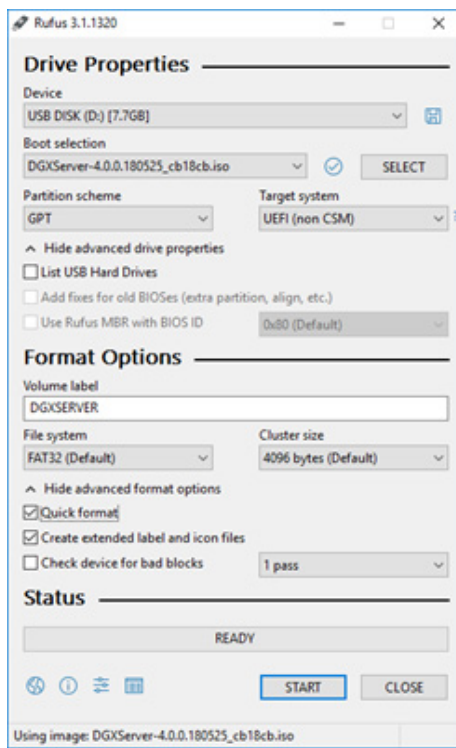 Rufus 3.1.1320
Drive Properties
Device
USB DISK (D:) [7.7GB]
Boot selection
DGXServer-4.0.0.180525_cb18cb.iso
SELECT
Partition scheme
Target system
GPT
UEFI (non CSM)
Hide advanced drive properties
List USB Hard Drives
Add fixes for old BIOSes (extra partition, align, etc.)
Use Rufus MBR with BIOS ID
0x80 (Default)
Format Options
Volume label
DGXSERVER
File system
Cluster size
FAT32 (Default)
4096 bytes (Default)
Hide advanced format options
Quick format
Create extended label and icon files
Check device for bad blocks
1 pass
Status
READY
START
CLOSE
Using image: DGXServer-4.0.0.180525_cb18cb.iso